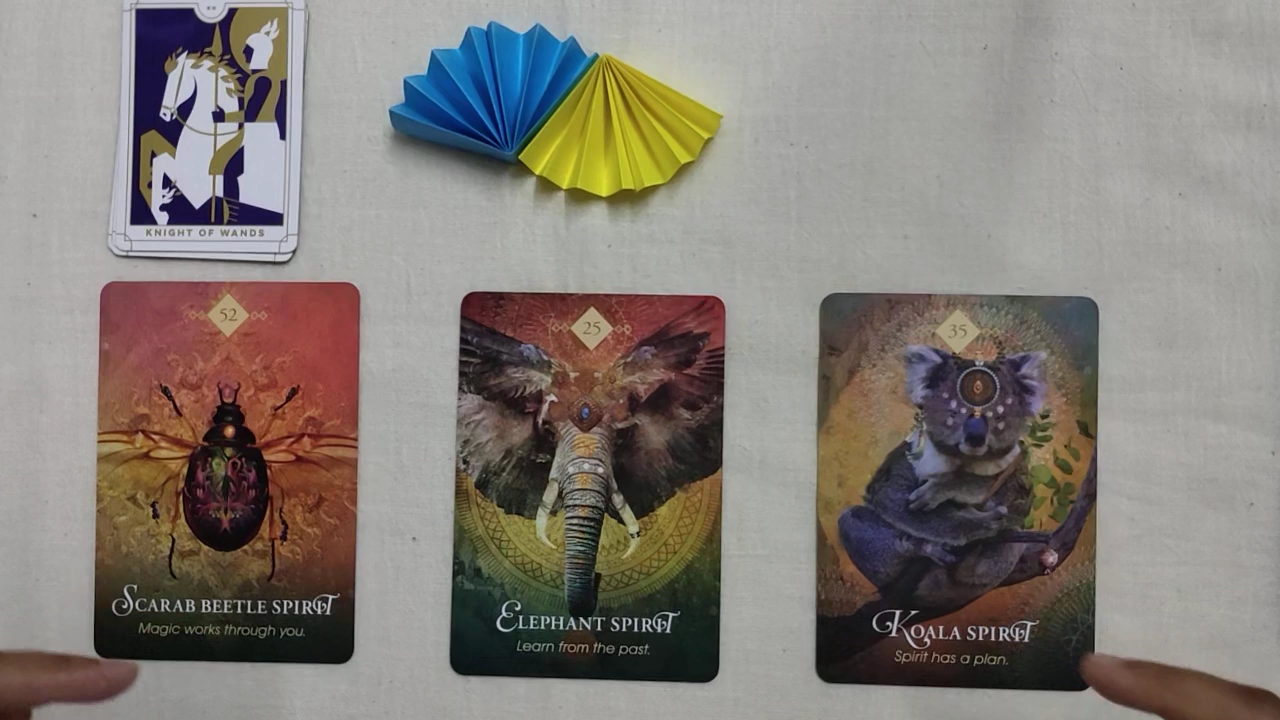 KNIGHT OF WANDS
52
SCARAB BEETLE SPIRIT
Magic works through you.
25
ELEPHANT SPIRIT
Learn from the past.
35
KOALA SPIRIT
Spirit has a plan.